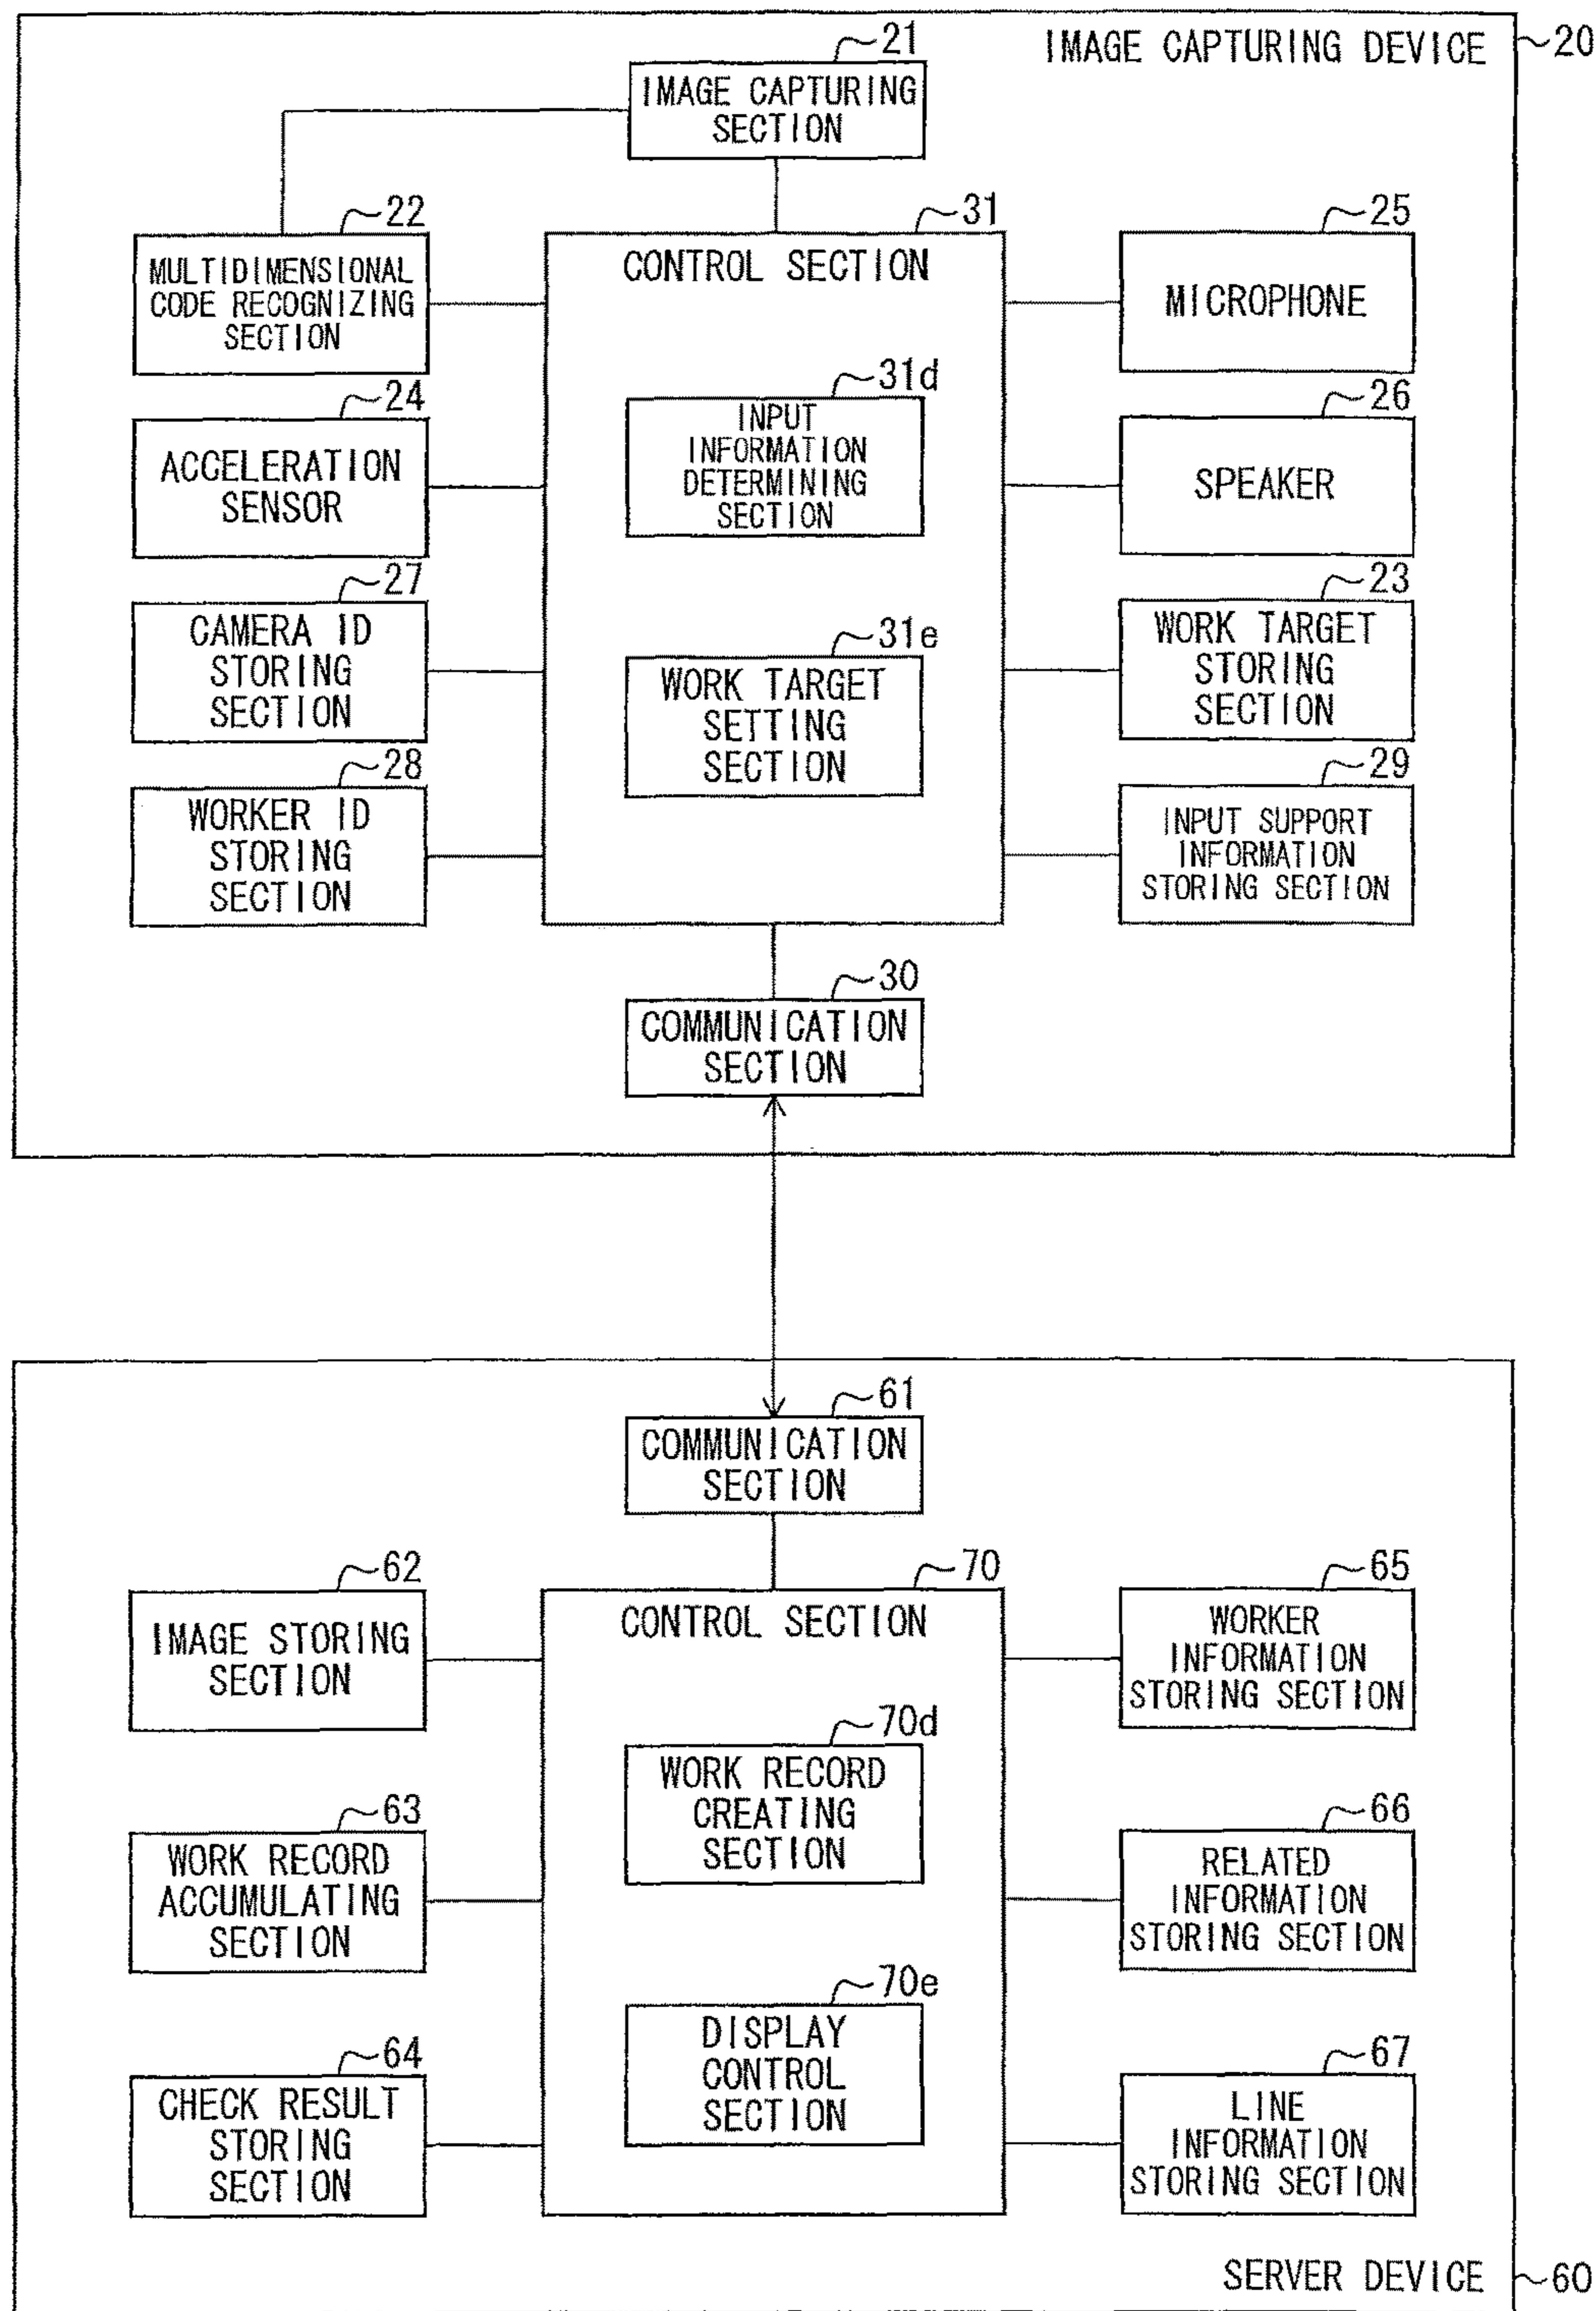 IMAGE CAPTURING DEVICE
~20
21
IMAGE CAPTURING
SECTION
22
MULTIDIMENSIONAL
CODE RECOGNIZING
SECTION
31
CONTROL SECTION
25
MICROPHONE
24
ACCELERATION
SENSOR
31d
INPUT
INFORMATION
DETERMINING
SECTION
26
SPEAKER
27
CAMERA ID
STORING
SECTION
31e
WORK TARGET
SETTING
SECTION
23
WORK TARGET
STORING
SECTION
28
WORKER ID
STORING
SECTION
29
INPUT SUPPORT
INFORMATION
STORING SECTION
30
COMMUNICATION
SECTION
61
COMMUNICATION
SECTION
62
IMAGE STORING
SECTION
70
CONTROL SECTION
65
WORKER
INFORMATION
STORING SECTION
63
WORK RECORD
ACCUMULATING
SECTION
70d
WORK RECORD
CREATING
SECTION
66
RELATED
INFORMATION
STORING SECTION
64
CHECK RESULT
STORING
SECTION
70e
DISPLAY
CONTROL
SECTION
67
LINE
INFORMATION
STORING SECTION
SERVER DEVICE
~60